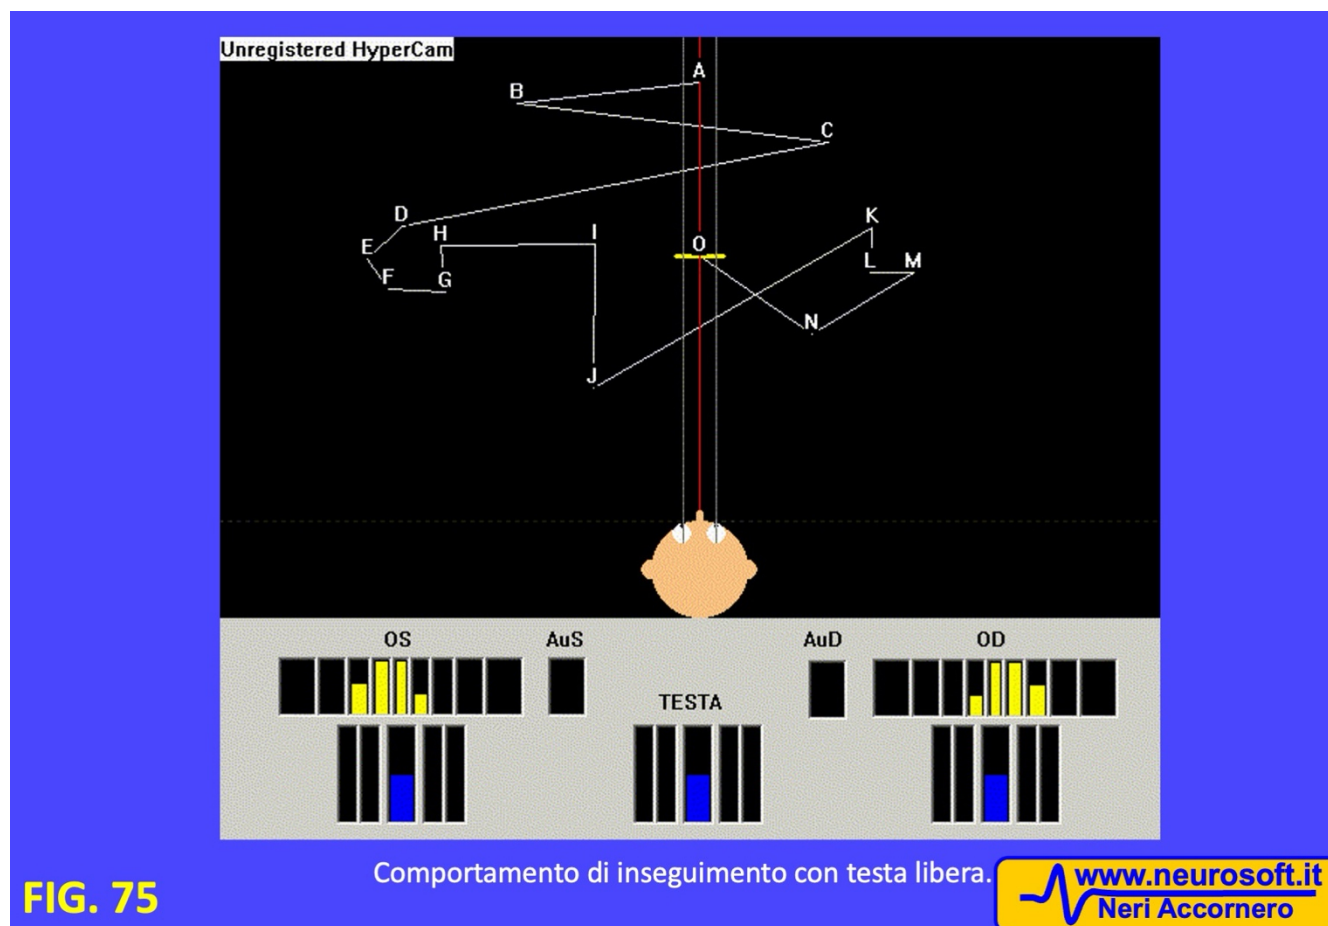 Unregistered HyperCam
A
B
C
D
E
F
G
H
I
J
K
L
M
N
O
OS
AuS
AuD
OD
TESTA
Comportamento di inseguimento con testa libera.
FIG. 75
www.neurosoft.it
Neri Accornero